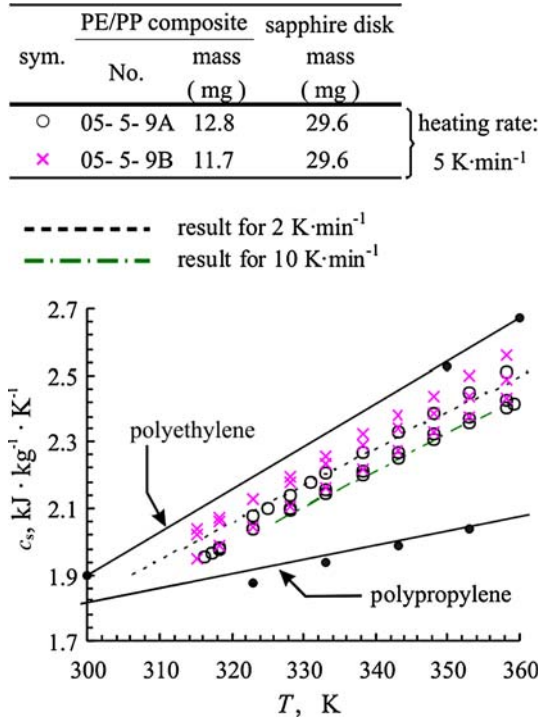 PE/PP composite sapphire disk
sym. No. mass mass
( mg ) ( mg )
05- 5- 9A 12.8 29.6
05- 5- 9B 11.7 29.6
heating rate:
5 K·min⁻¹
result for 2 K·min⁻¹
result for 10 K·min⁻¹
2.7
2.5
2.3
2.1
1.9
1.7
cₛ, kJ · kg⁻¹ · K⁻¹
polyethylene
polypropylene
300 310 320 330 340 350 360
T, K